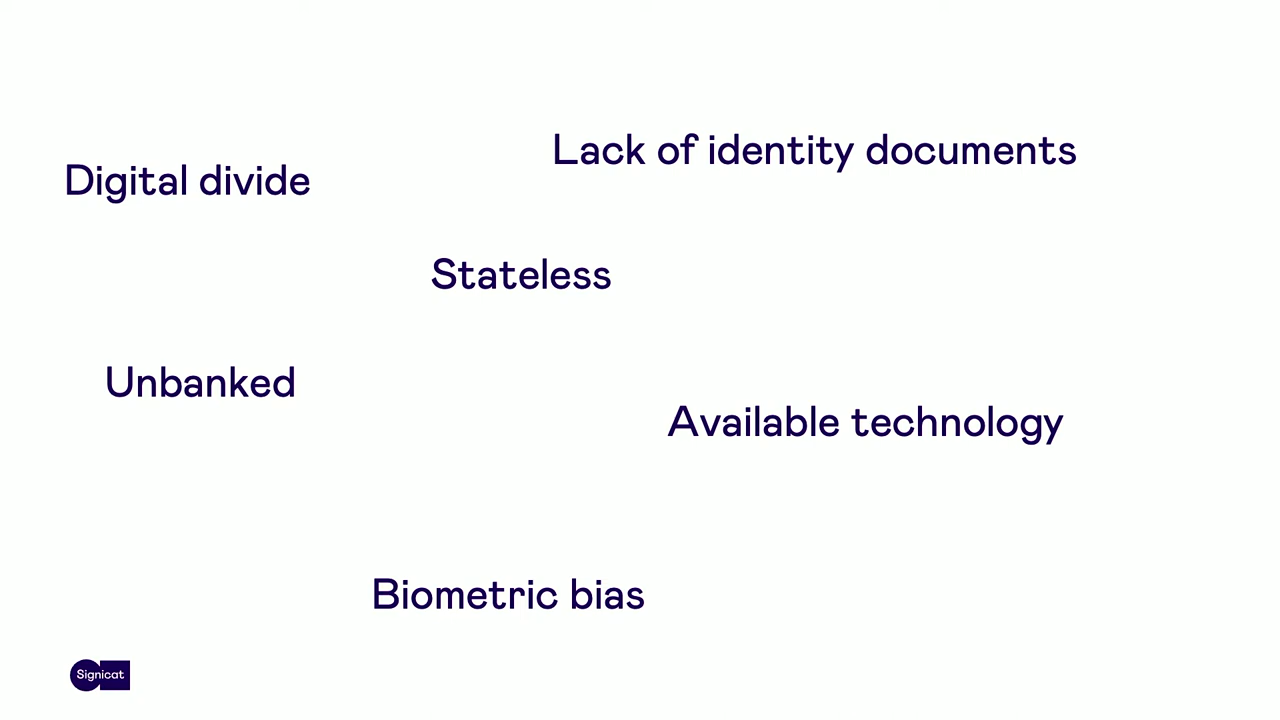 Lack of identity documents
Digital divide
Stateless
Unbanked
Available technology
Biometric bias
Signicat